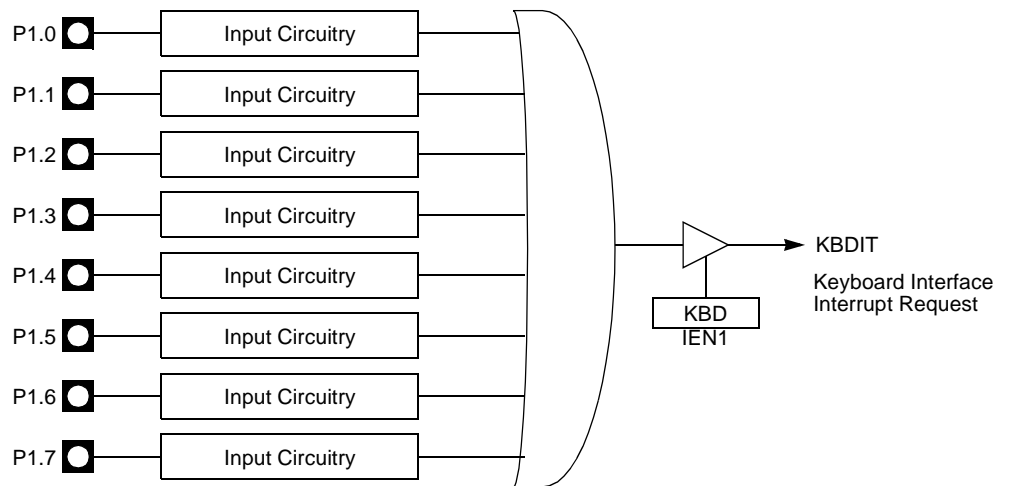 P1.0 Input Circuitry
P1.1 Input Circuitry
P1.2 Input Circuitry
P1.3 Input Circuitry
P1.4 Input Circuitry
P1.5 Input Circuitry
P1.6 Input Circuitry
P1.7 Input Circuitry
KBDIT
Keyboard Interface
Interrupt Request
KBD
IEN1